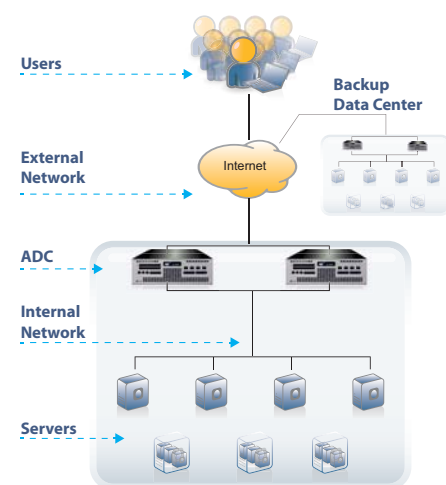 Users
Backup
Data Center
External
Network
Internet
ADC
Internal
Network
Servers